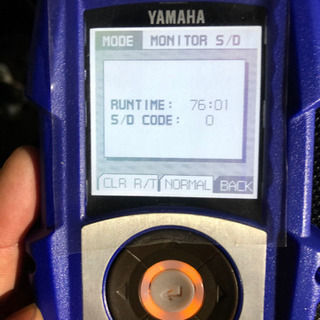 YAMAHA
MODE MONITOR S/D
RUNTIME: 76:01
S/D CODE: 0
CLR R/T NORMAL BACK